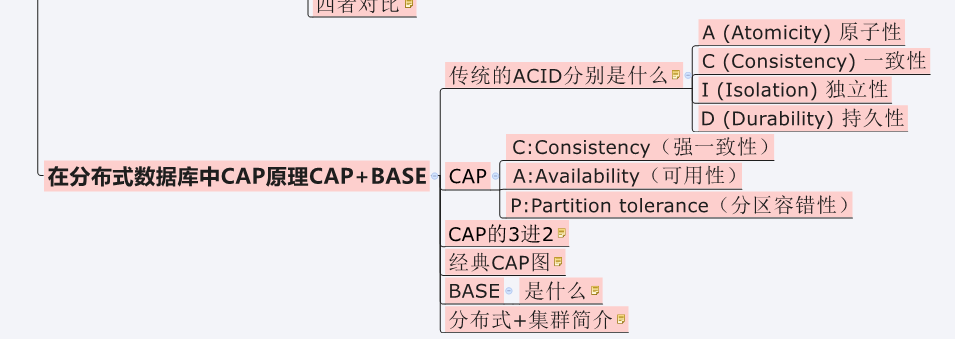 四者对比
传统的ACID分别是什么
A (Atomicity) 原子性
C (Consistency) 一致性
I (Isolation) 独立性
D (Durability) 持久性
在分布式数据库中CAP原理CAP+BASE
CAP
C:Consistency（强一致性）
A:Availability（可用性）
P:Partition tolerance（分区容错性）
CAP的3进2
经典CAP图
BASE 是什么
分布式+集群简介